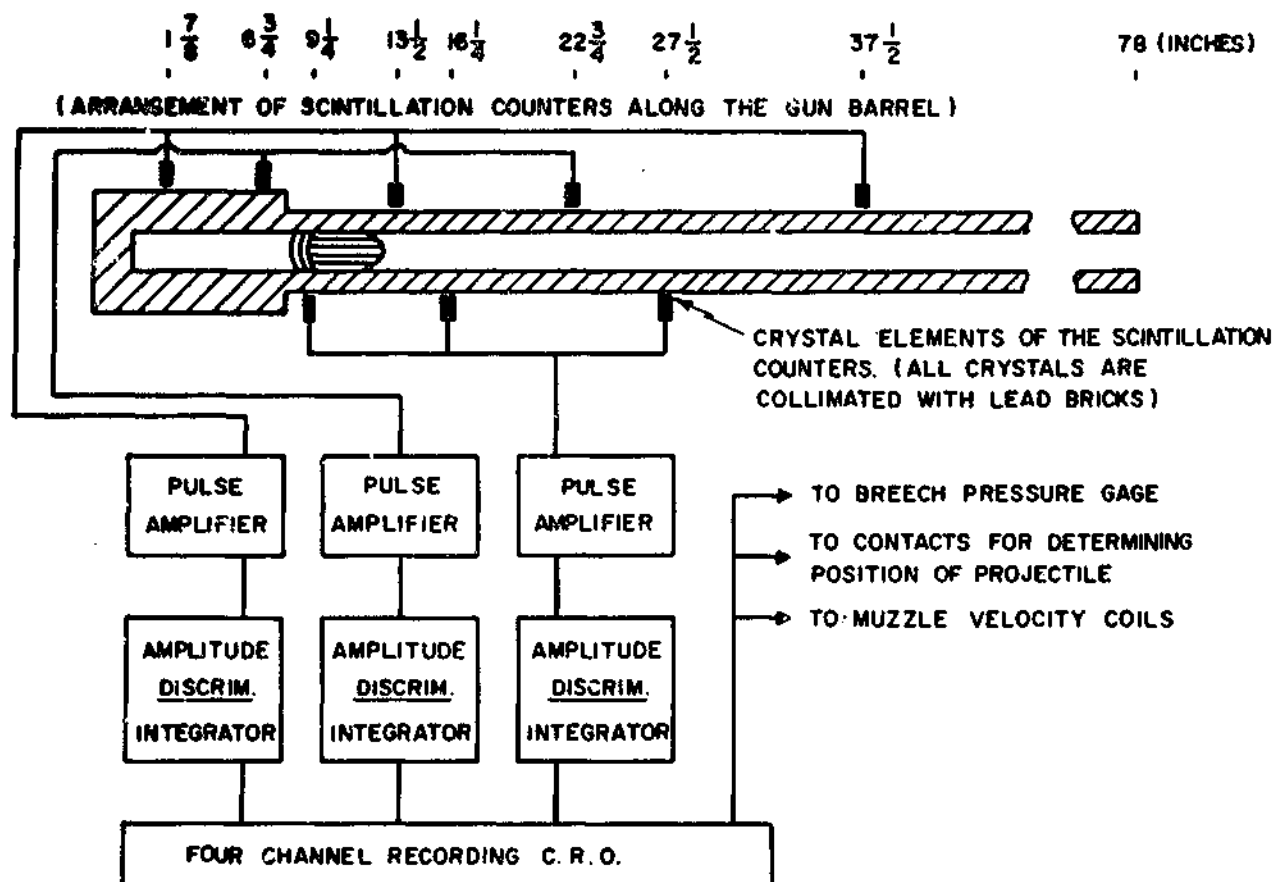 1 7/8 6 3/4 9 1/4 13 1/2 16 1/4 22 3/4 27 1/2 37 1/2 78 (INCHES)
(ARRANGEMENT OF SCINTILLATION COUNTERS ALONG THE GUN BARREL)
CRYSTAL ELEMENTS OF THE SCINTILLATION
COUNTERS. (ALL CRYSTALS ARE
COLLIMATED WITH LEAD BRICKS)
PULSE
AMPLIFIER
PULSE
AMPLIFIER
PULSE
AMPLIFIER
TO BREECH PRESSURE GAGE
TO CONTACTS FOR DETERMINING
POSITION OF PROJECTILE
TO MUZZLE VELOCITY COILS
AMPLITUDE
DISCRIM.
INTEGRATOR
AMPLITUDE
DISCRIM.
INTEGRATOR
AMPLITUDE
DISCRIM.
INTEGRATOR
FOUR CHANNEL RECORDING C.R.O.